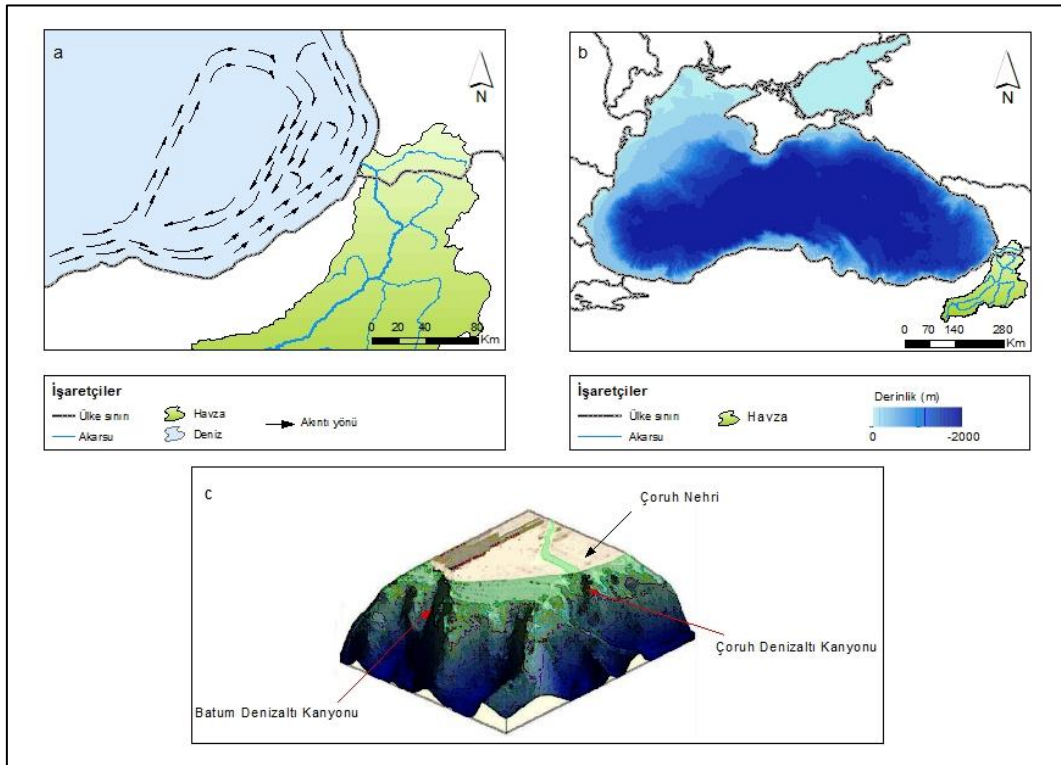 a
N
0 20 40 80
Km
b
N
0 70 140 280
Km
İşaretçiler
Ülke sınırı
Akarsu
Havza
Deniz
Akıntı yönü
İşaretçiler
Ülke sınırı
Akarsu
Havza
Derinlik (m)
0 -2000
c
Çoruh Nehri
Çoruh Denizaltı Kanyonu
Batum Denizaltı Kanyonu